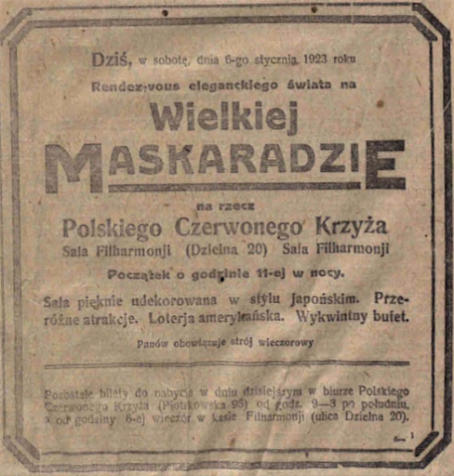 Dziś, w sobotę, dnia 6-go stycznia 1923 roku
Rendez-vous eleganckiego świata na
Wielkiej
MASKARADZIE
na rzecz
Polskiego Czerwonego Krzyża
Sala Filharmonji (Dzielna 20) Sala Filharmonji
Początek o godzinie 11-ej w nocy.
Sala pięknie udekorowana w stylu Japońskim. Prze-
różne atrakcje. Loterja amerykańska. Wykwintny bufet.
Panów obowiązuje strój wieczorowy
Pozostałe bilety do nabycia w dniu dzisiejszym w biurze Polskiego
Czerwonego Krzyża (Piotrkowska 96) od godz. 9—3 po południu,
a od godziny 6-ej wieczór w kasie Filharmonji (ulica Dzielna 20).